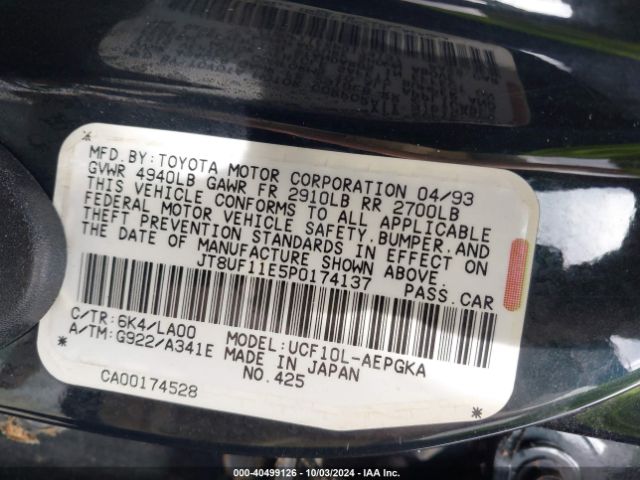 MFD.BY:TOYOTA MOTOR CORPORATION 04/93
GVWR 4940LB GAWR FR 2910LB RR 2700LB
THIS VEHICLE CONFORMS TO ALL APPLICABLE
FEDERAL MOTOR VEHICLE SAFETY,BUMPER,AND
THEFT PREVENTION STANDARDS IN EFFECT ON
THE DATE OF MANUFACTURE SHOWN ABOVE.
JT8UF11E5P0174137 PASS.CAR
C/TR:6K4/LA00 MODEL:UCF10L-AEPGKA
A/TM:G922/A341E MADE IN JAPAN
NO.425
CA00174528
000-40499126 - 10/03/2024 - IAA Inc.